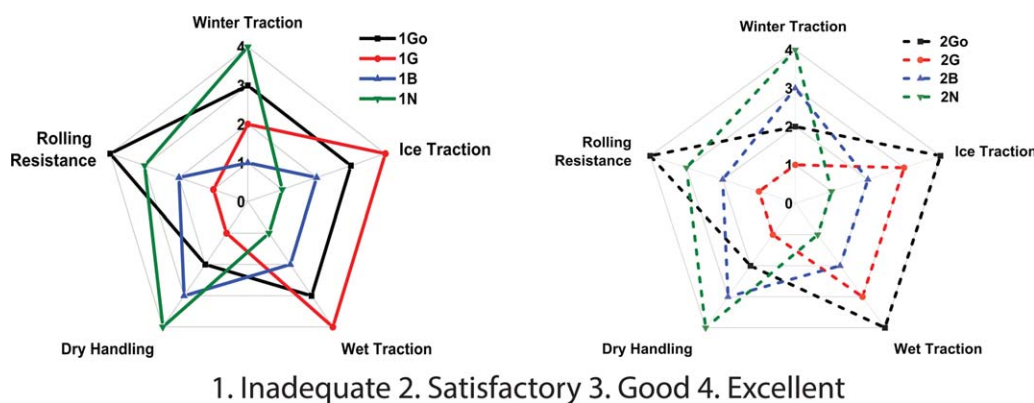 Winter Traction
4
3
2
1
0
1Go
1G
1B
1N
Rolling
Resistance
Ice Traction
Dry Handling
Wet Traction
Winter Traction
4
3
2
1
0
2Go
2G
2B
2N
Rolling
Resistance
Ice Traction
Dry Handling
Wet Traction
1. Inadequate 2. Satisfactory 3. Good 4. Excellent